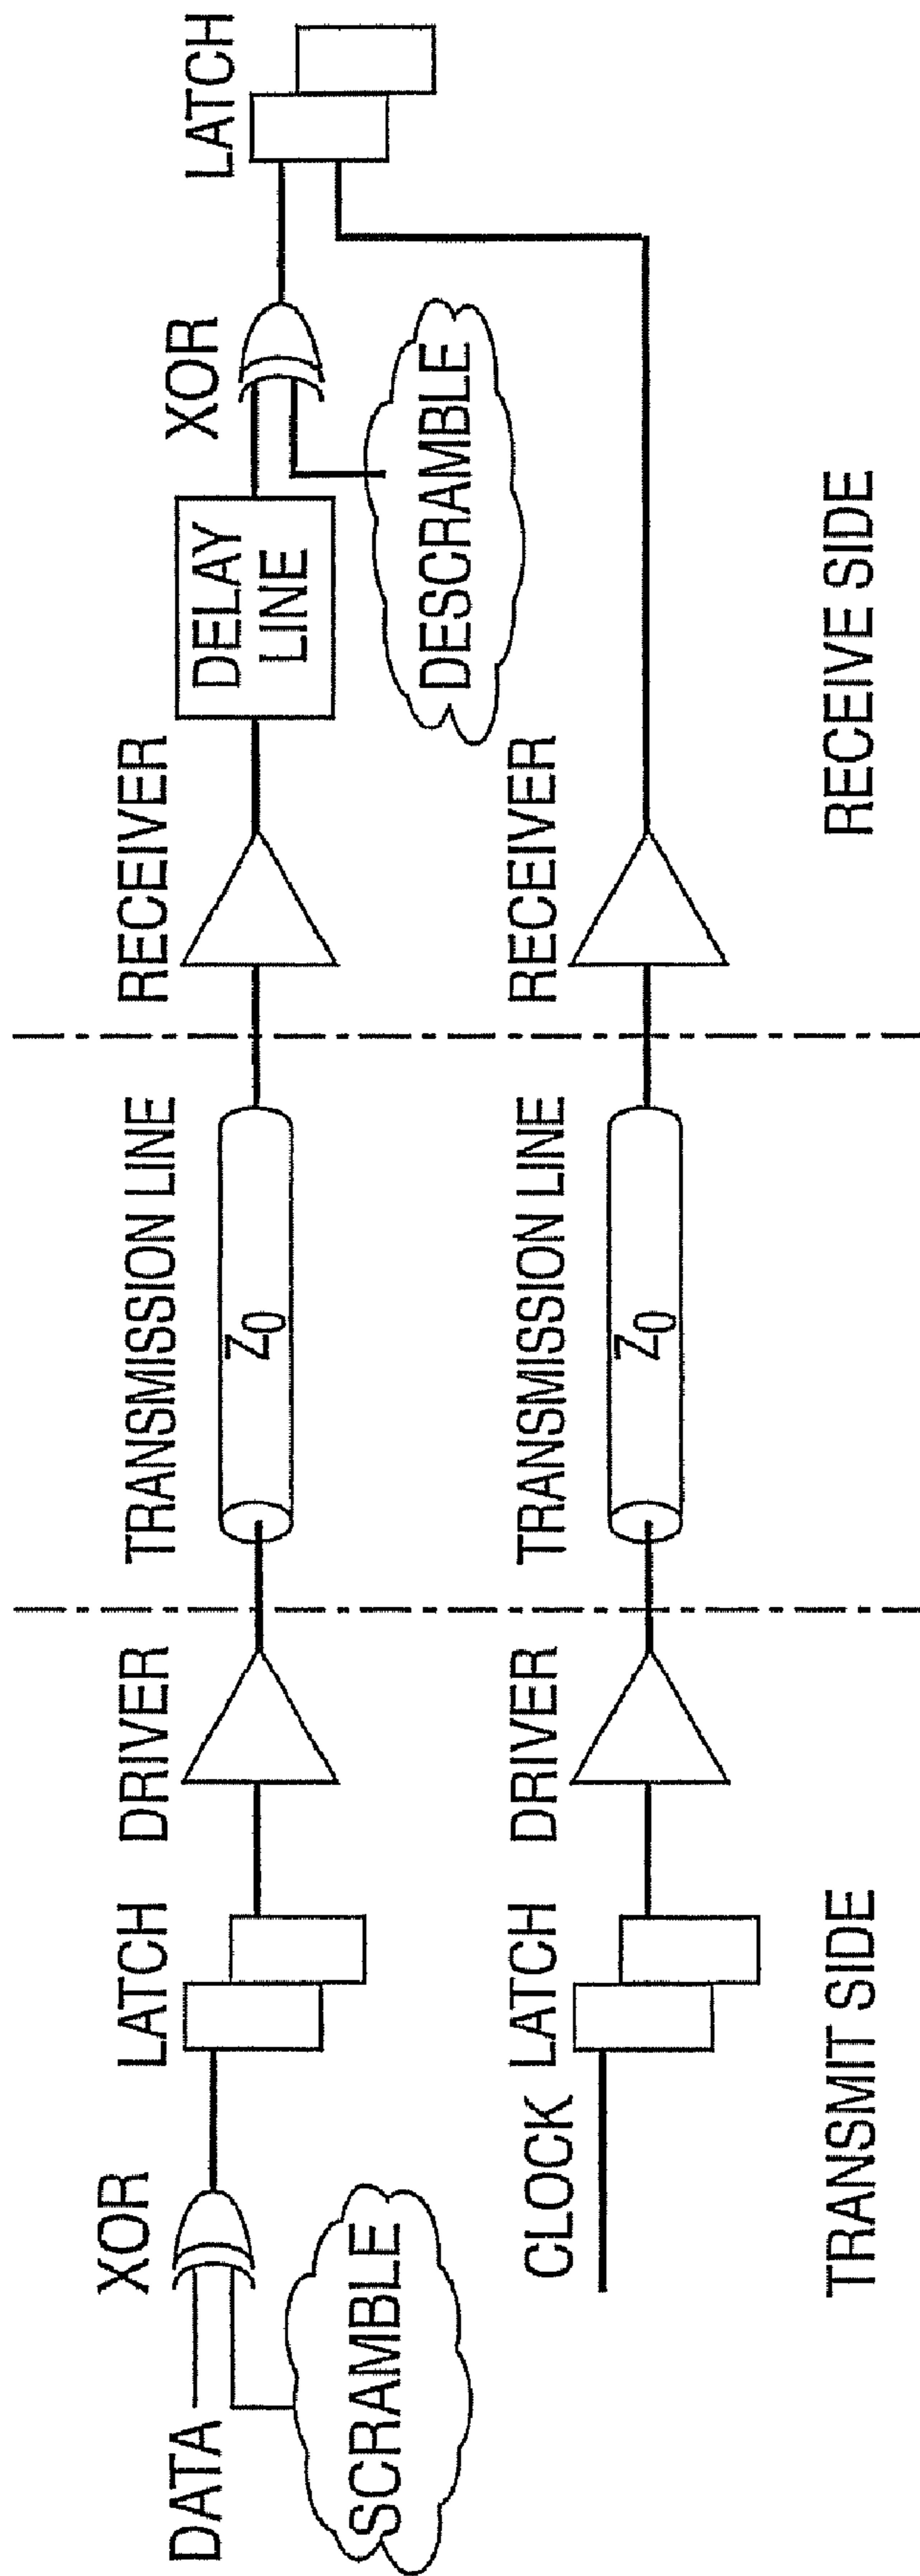 DATA
XOR
SCRAMBLE
LATCH
DRIVER
TRANSMISSION LINE
Z0
RECEIVER
DELAY
LINE
XOR
DESCRAMBLE
LATCH
CLOCK
LATCH
DRIVER
TRANSMISSION LINE
Z0
RECEIVER
TRANSMIT SIDE
RECEIVE SIDE